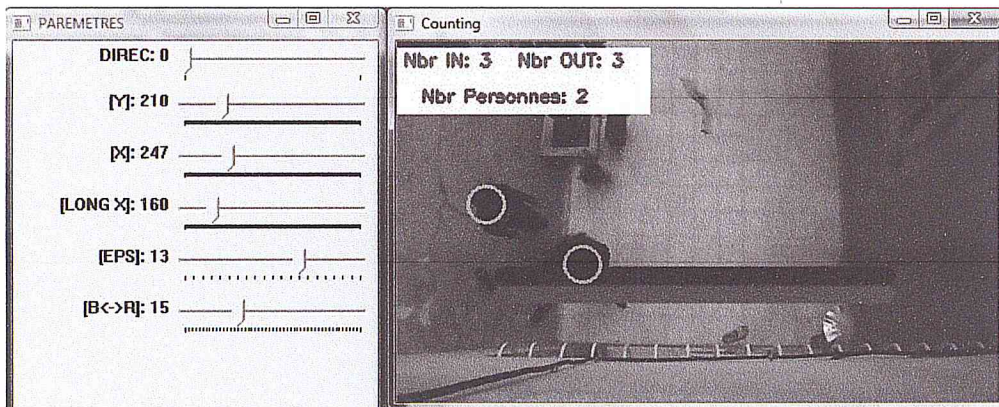 PAREMETRES
DIREC: 0
[Y]: 210
[X]: 247
[LONG X]: 160
[EPS]: 13
[B<->R]: 15
Counting
Nbr IN: 3 Nbr OUT: 3
Nbr Personnes: 2